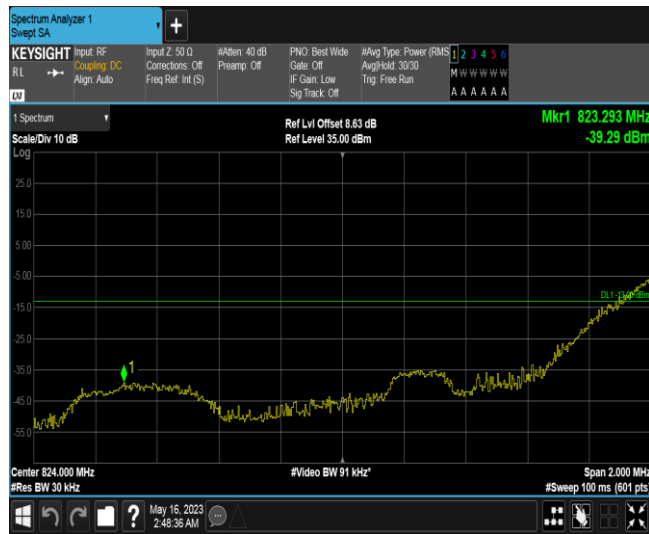 Spectrum Analyzer 1
Swept SA
+
KEYSIGHT
RL
LXI
Input: RF
Coupling: DC
Align: Auto
Input Z: 50 Ω
Corrections: Off
Freq Ref: Int (S)
#Atten: 40 dB
Preamp: Off
PNO: Best Wide
Gate: Off
IF Gain: Low
Sig Track: Off
#Avg Type: Power (RMS
Avg|Hold: 30/30
Trig: Free Run
1 2 3 4 5 6
M W W W W W
A A A A A A
1 Spectrum
Scale/Div 10 dB
Log
Ref Lvl Offset 8.63 dB
Ref Level 35.00 dBm
Mkr1 823.293 MHz
-39.29 dBm
25.0
15.0
5.00
-5.00
-15.0
-25.0
-35.0
-45.0
-55.0
1
DL1 -13.00 dBm
Center 824.000 MHz
#Res BW 30 kHz
#Video BW 91 kHz*
Span 2.000 MHz
#Sweep 100 ms (601 pts
?
May 16, 2023
2:48:36 AM